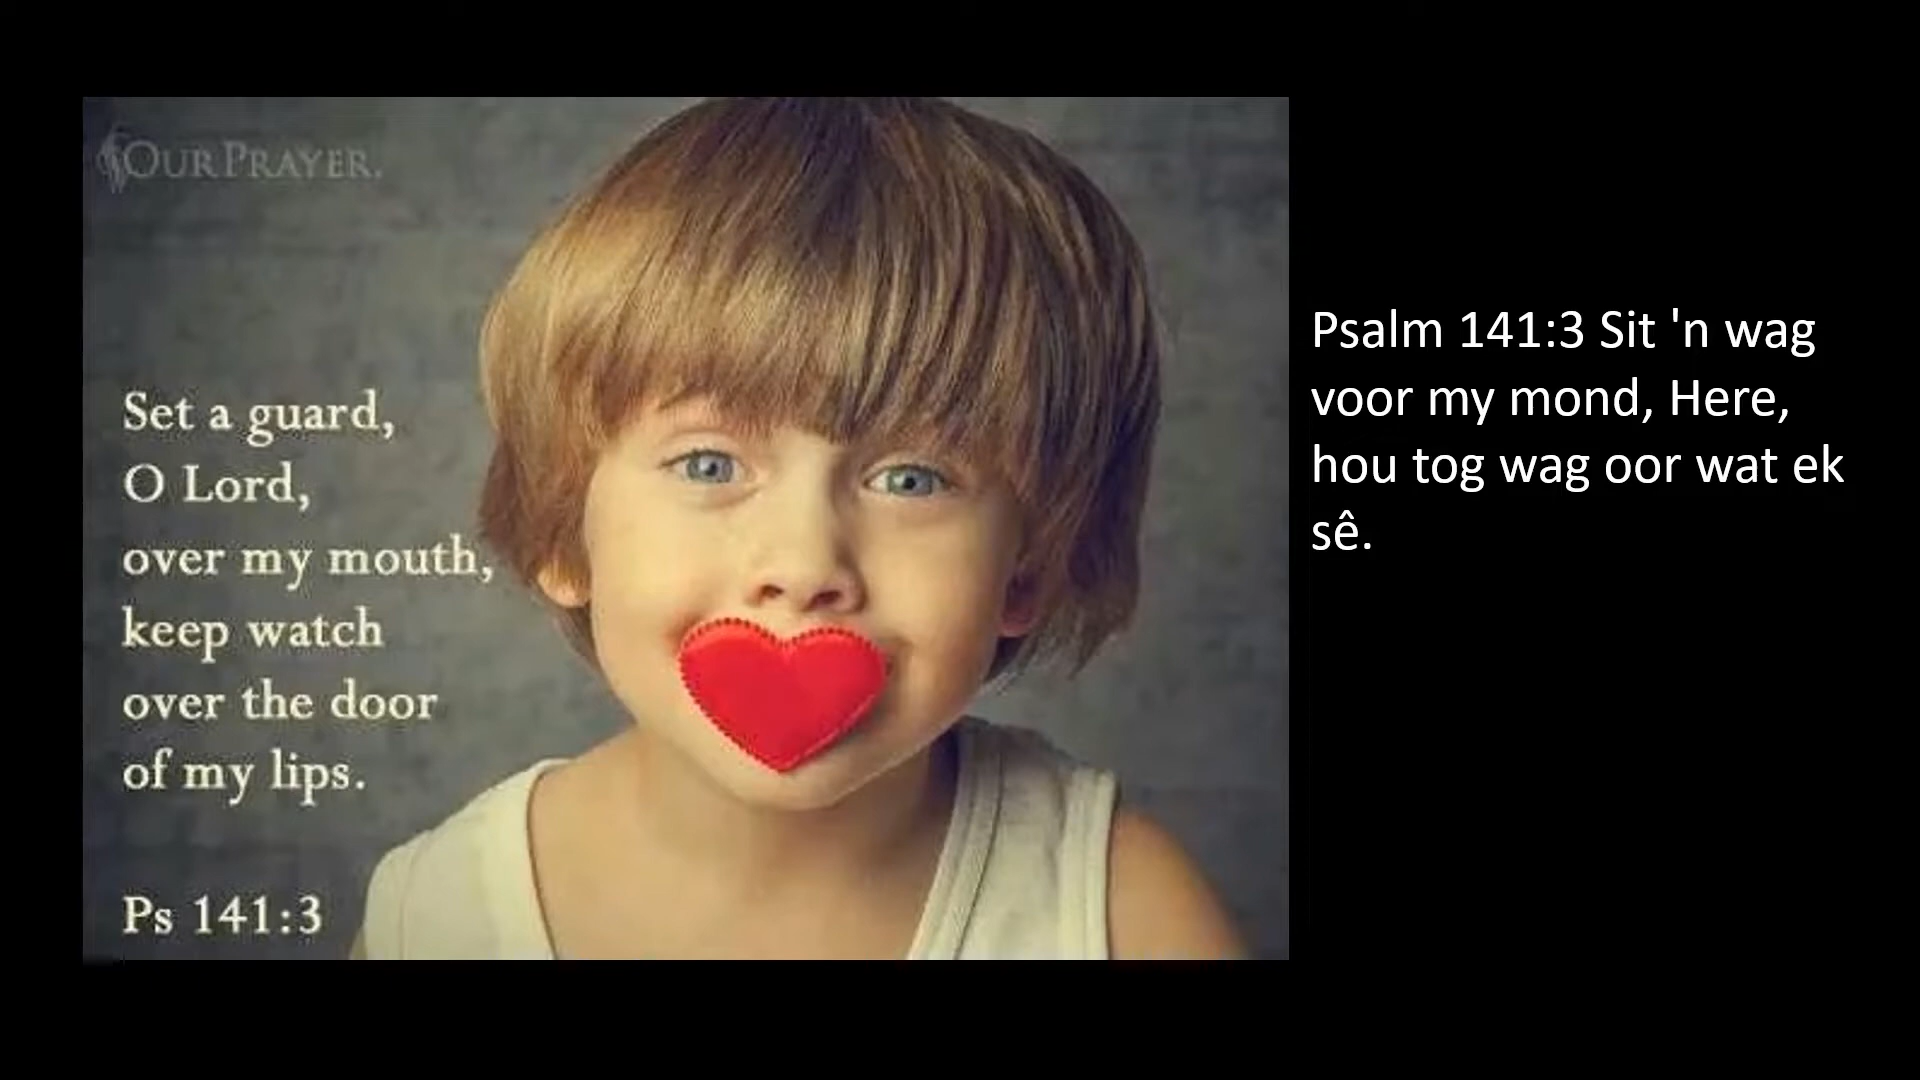 OURPRAYER.
Set a guard,
O Lord,
over my mouth,
keep watch
over the door
of my lips.
Ps 141:3
Psalm 141:3 Sit 'n wag
voor my mond, Here,
hou tog wag oor wat ek
sê.